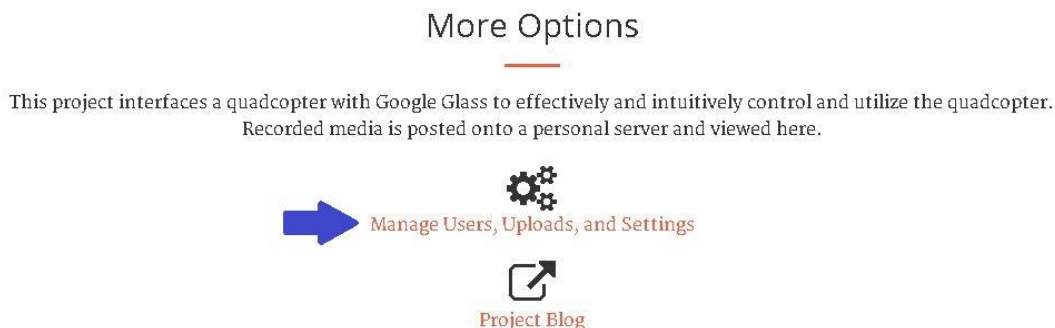 More Options
This project interfaces a quadcopter with Google Glass to effectively and intuitively control and utilize the quadcopter.
Recorded media is posted onto a personal server and viewed here.
Manage Users, Uploads, and Settings
Project Blog